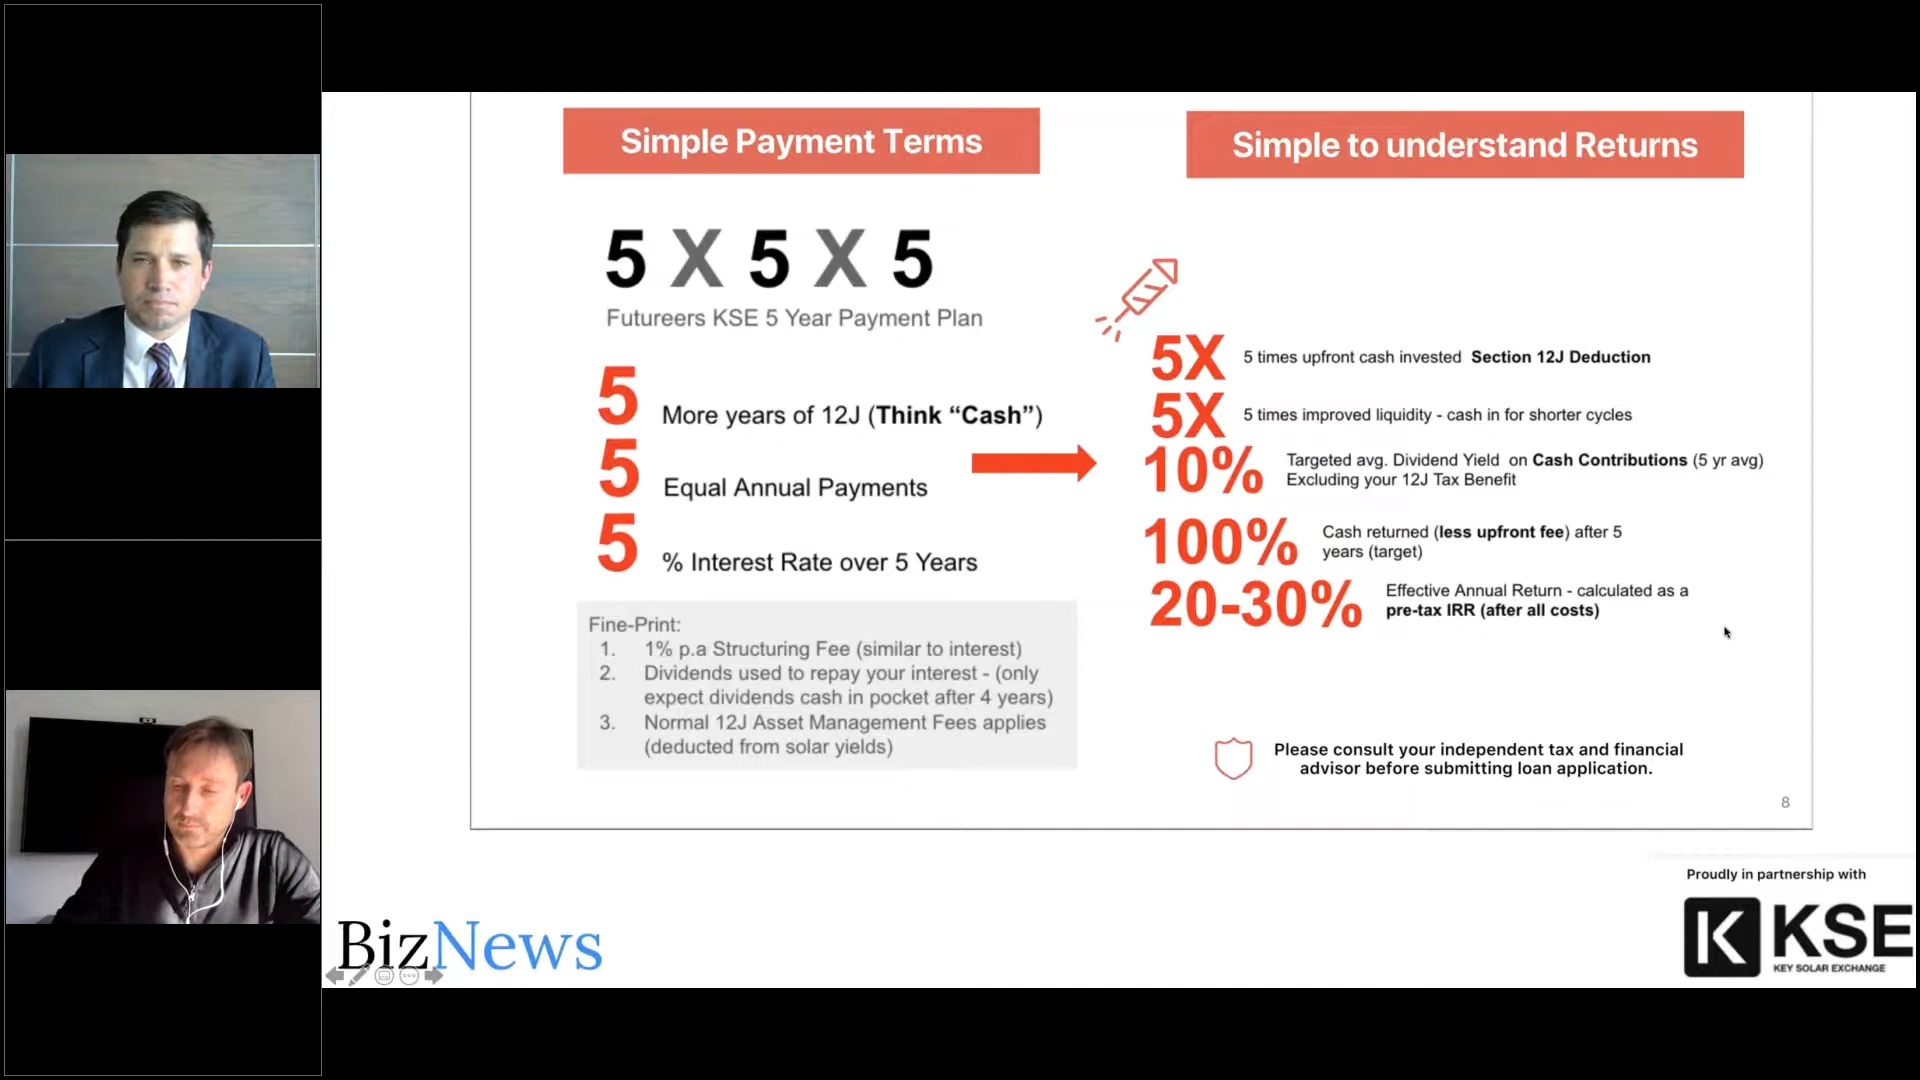 Simple Payment Terms
5 X 5 X 5
Futureers KSE 5 Year Payment Plan
5 More years of 12J (Think “Cash”)
5 Equal Annual Payments
5 % Interest Rate over 5 Years
Fine-Print:
1. 1% p.a Structuring Fee (similar to interest)
2. Dividends used to repay your interest - (only
expect dividends cash in pocket after 4 years)
3. Normal 12J Asset Management Fees applies
(deducted from solar yields)
Simple to understand Returns
5X 5 times upfront cash invested Section 12J Deduction
5X 5 times improved liquidity - cash in for shorter cycles
10% Targeted avg. Dividend Yield on Cash Contributions (5 yr avg)
Excluding your 12J Tax Benefit
100% Cash returned (less upfront fee) after 5
years (target)
20-30% Effective Annual Return - calculated as a
pre-tax IRR (after all costs)
Please consult your independent tax and financial
advisor before submitting loan application.
8
BizNews
Proudly in partnership with
K KSE
KEY SOLAR EXCHANGE